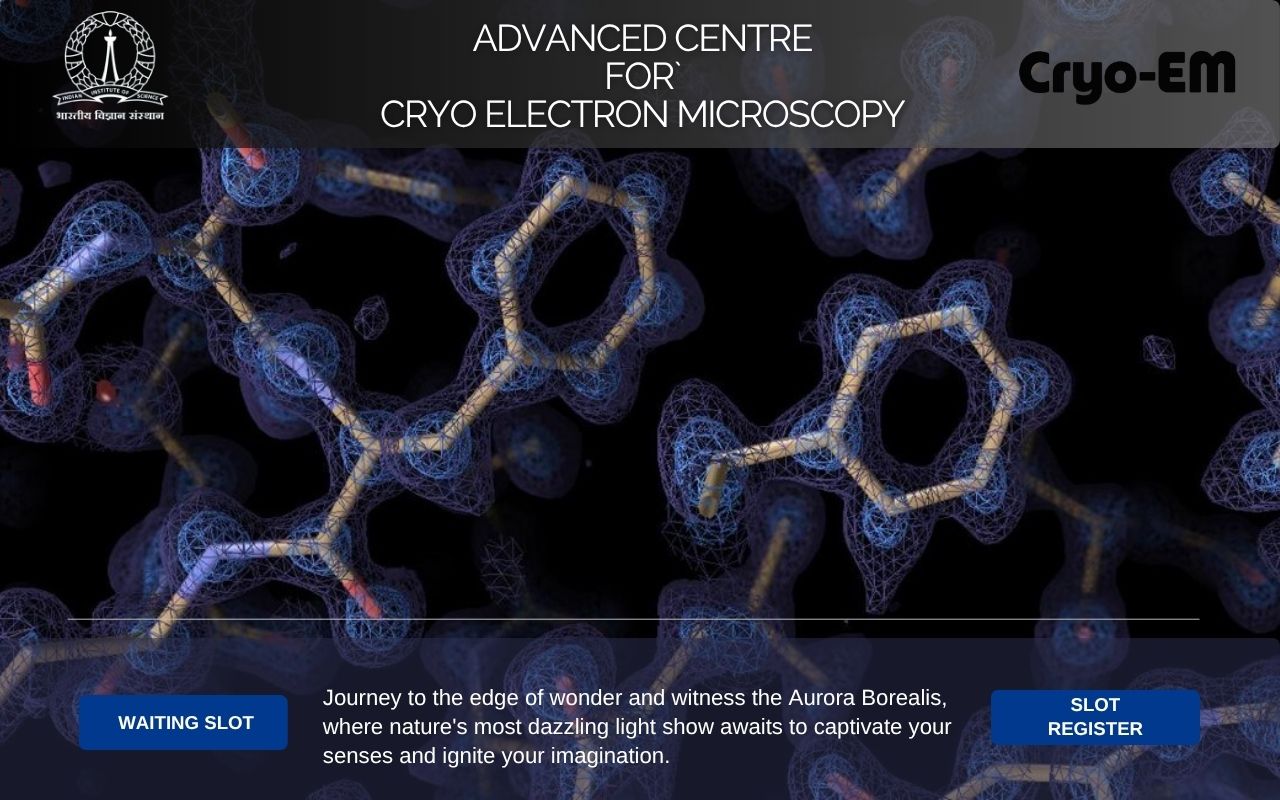 ADVANCED CENTRE
FOR`
CRYO ELECTRON MICROSCOPY
Cryo-EM
INDIAN INSTITUTE OF SCIENCE
भारतीय विज्ञान संस्थान
WAITING SLOT
Journey to the edge of wonder and witness the Aurora Borealis,
where nature's most dazzling light show awaits to captivate your
senses and ignite your imagination.
SLOT
REGISTER